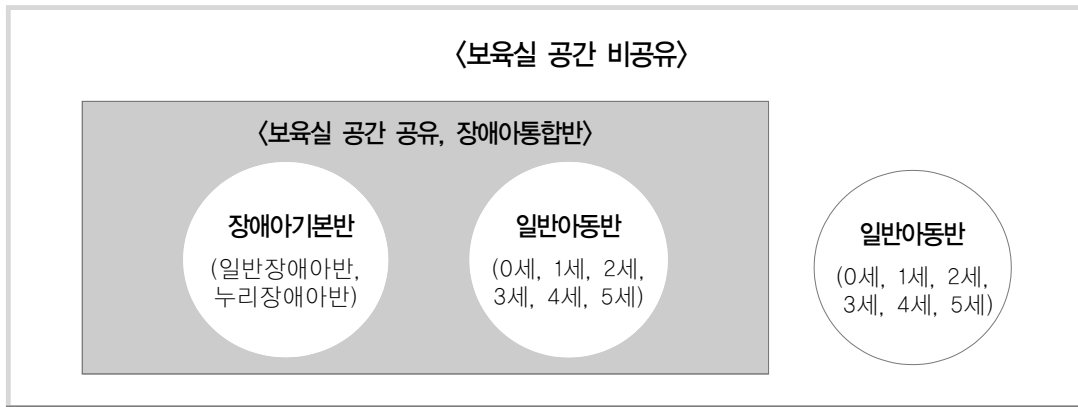 〈보육실 공간 비공유〉
〈보육실 공간 공유, 장애아통합반〉
장애아기본반
(일반장애아반,
누리장애아반)
일반아동반
(0세, 1세, 2세,
3세, 4세, 5세)
일반아동반
(0세, 1세, 2세,
3세, 4세, 5세)